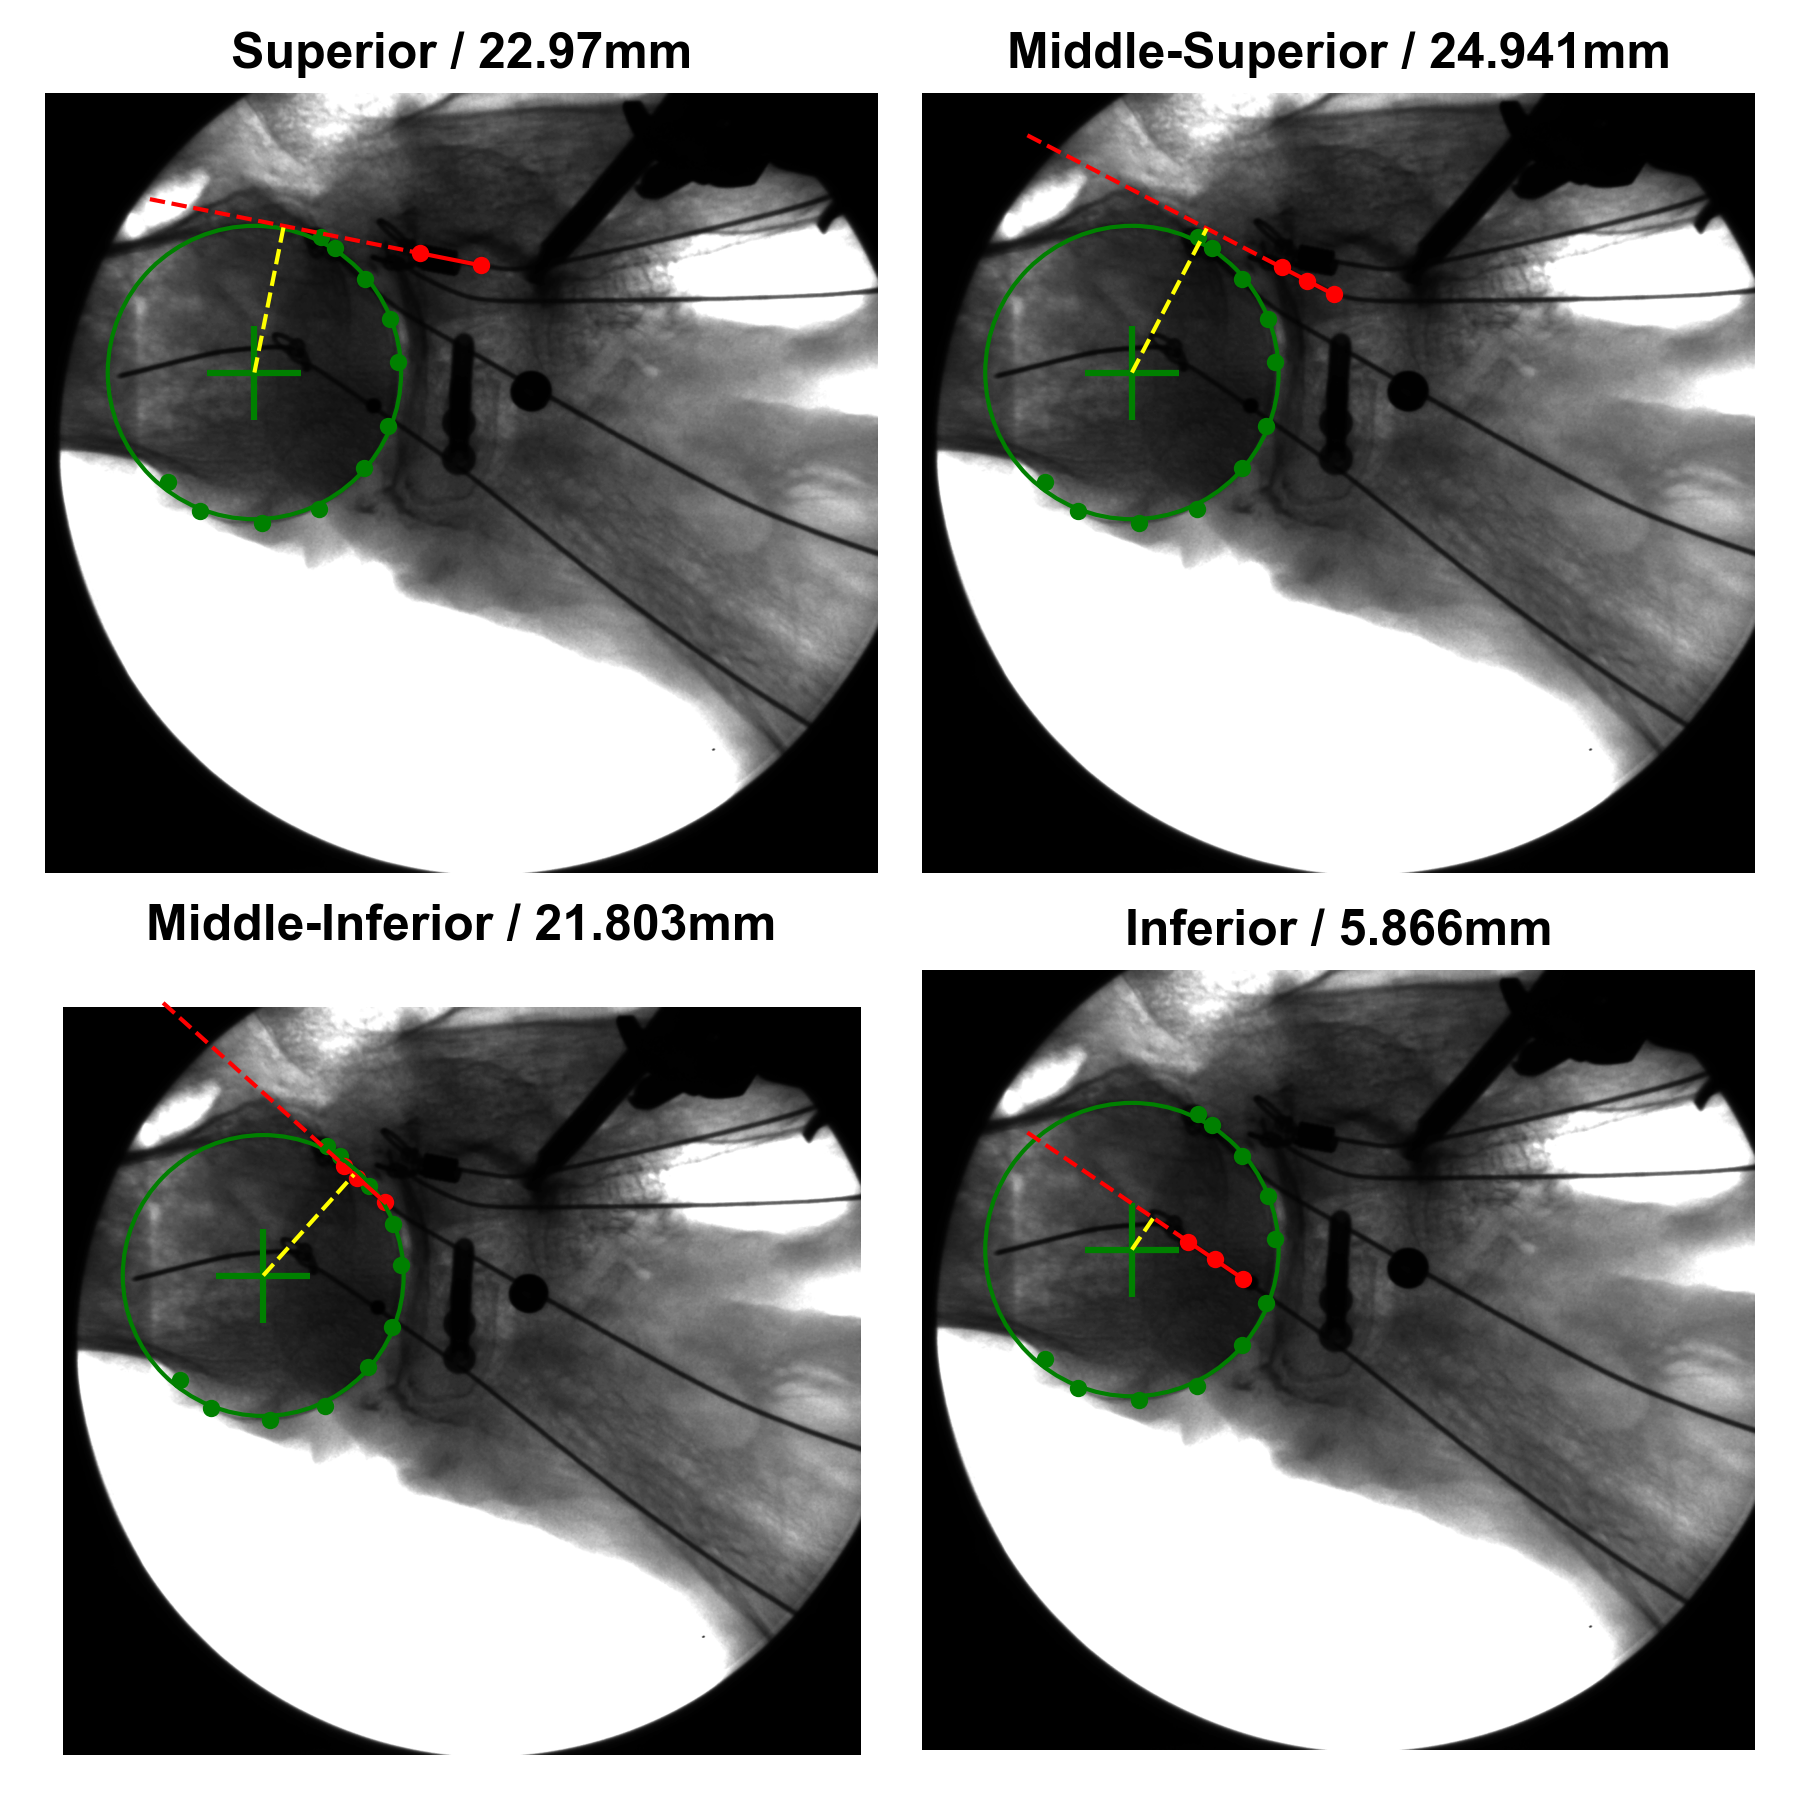 Superior / 22.97mm
Middle-Superior / 24.941mm
Middle-Inferior / 21.803mm
Inferior / 5.866mm